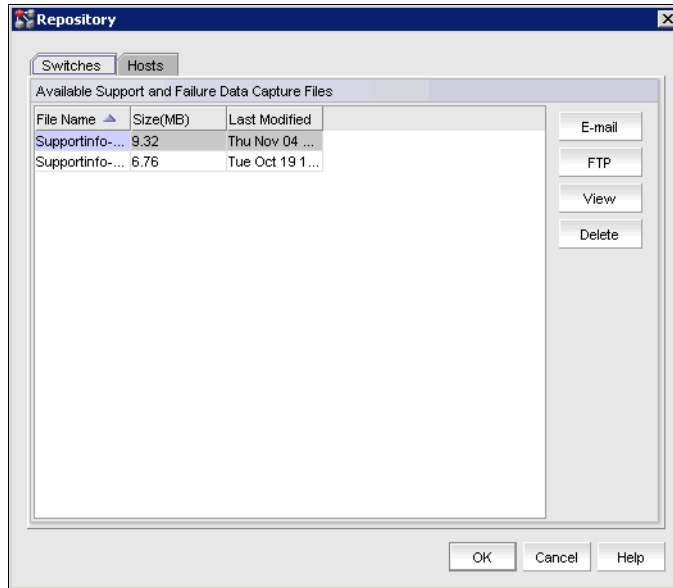 Repository
Switches Hosts
Available Support and Failure Data Capture Files
File Name Size(MB) Last Modified
Supportinfo-... 9.32 Thu Nov 04 ...
Supportinfo-... 6.76 Tue Oct 19 1...
E-mail
FTP
View
Delete
OK Cancel Help